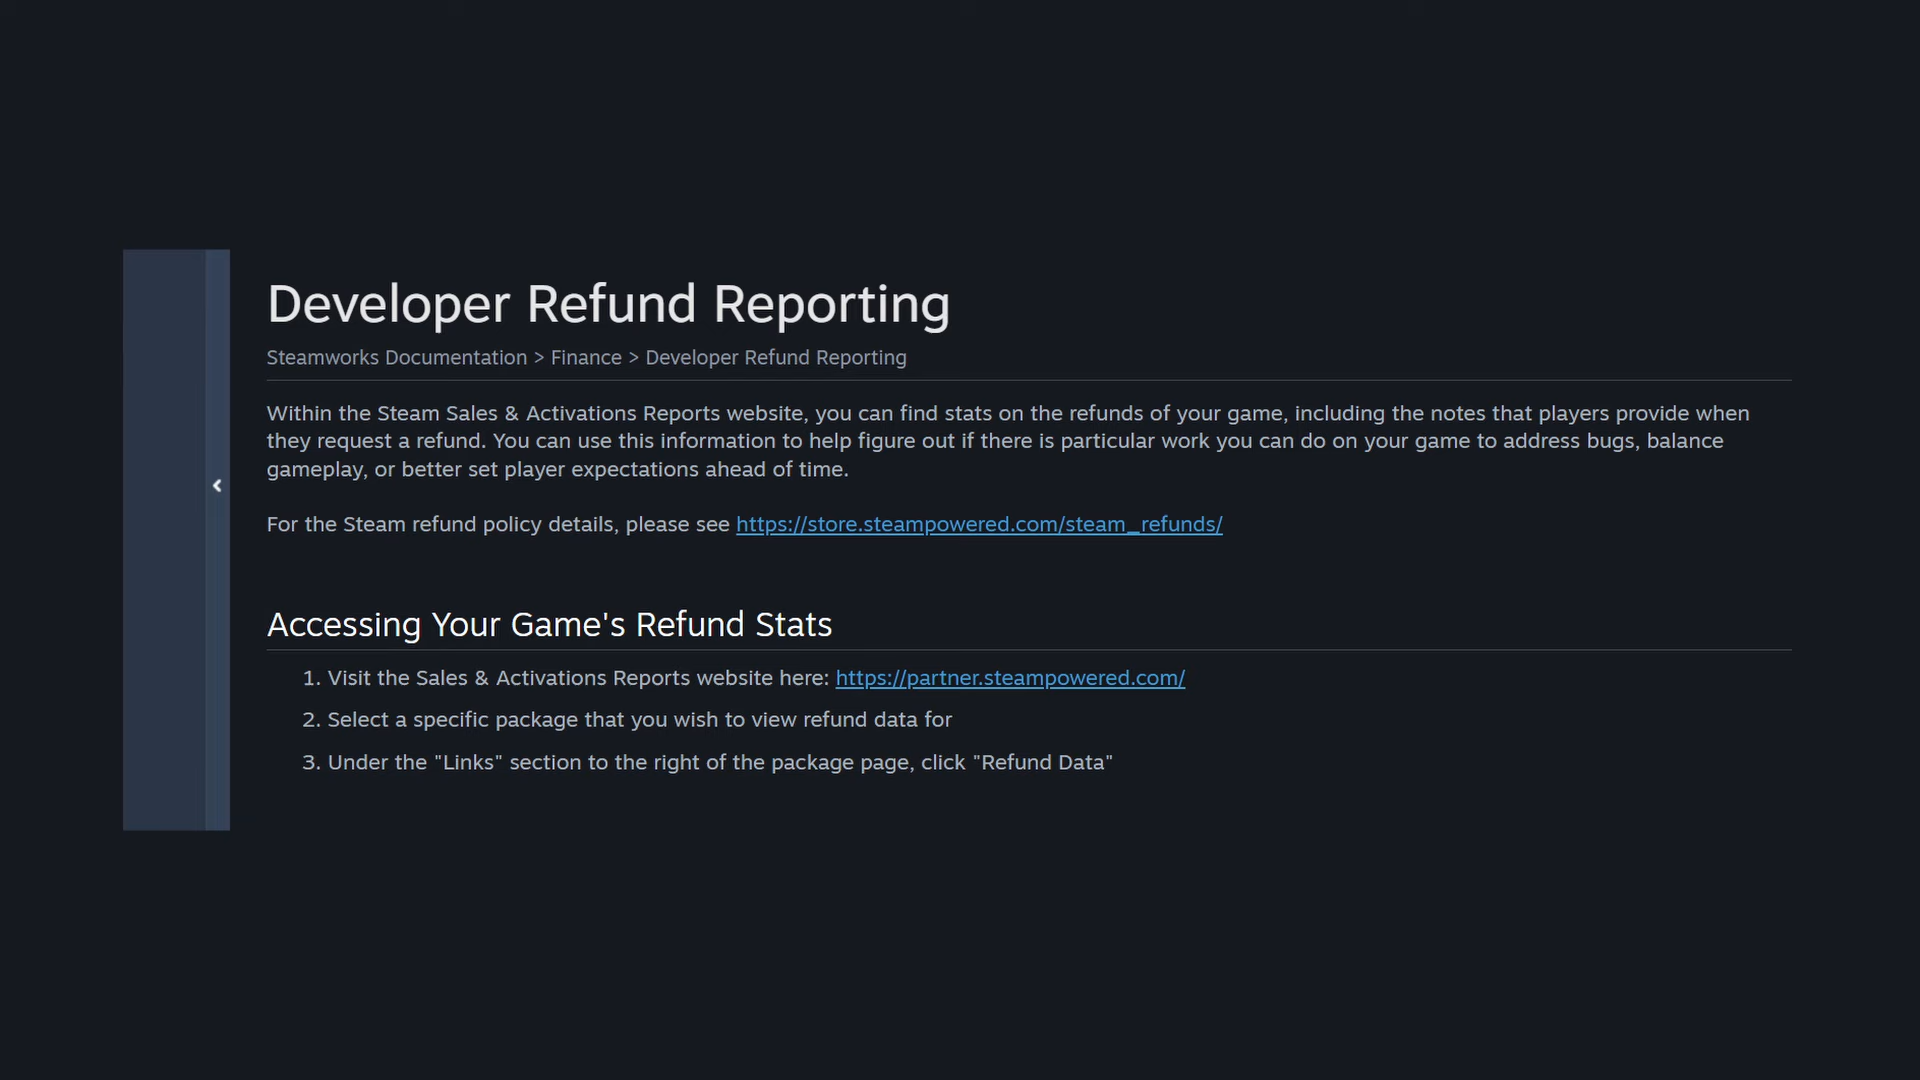 Developer Refund Reporting
Steamworks Documentation > Finance > Developer Refund Reporting
Within the Steam Sales & Activations Reports website, you can find stats on the refunds of your game, including the notes that players provide when
they request a refund. You can use this information to help figure out if there is particular work you can do on your game to address bugs, balance
gameplay, or better set player expectations ahead of time.
For the Steam refund policy details, please see https://store.steampowered.com/steam_refunds/
Accessing Your Game's Refund Stats
1. Visit the Sales & Activations Reports website here: https://partner.steampowered.com/
2. Select a specific package that you wish to view refund data for
3. Under the "Links" section to the right of the package page, click "Refund Data"